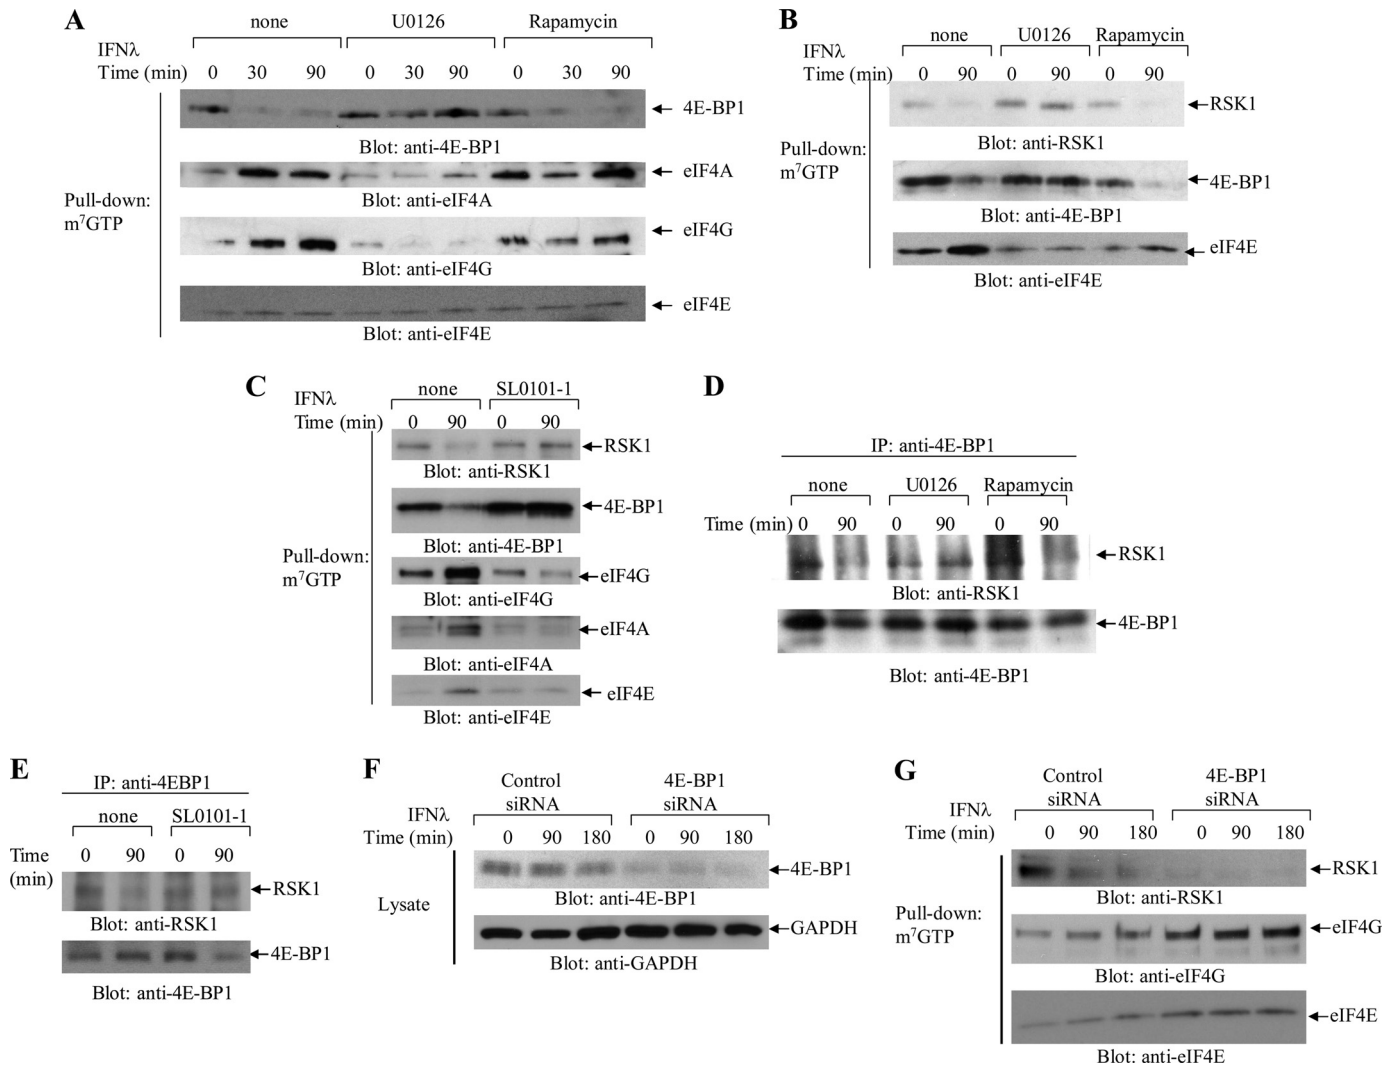 A
none U0126 Rapamycin
IFNλ
Time (min) 0 30 90 0 30 90 0 30 90
4E-BP1
Blot: anti-4E-BP1
eIF4A
Blot: anti-eIF4A
Pull-down:
m7GTP
eIF4G
Blot: anti-eIF4G
eIF4E
Blot: anti-eIF4E
B
none U0126 Rapamycin
IFNλ
Time (min) 0 90 0 90 0 90
RSK1
Blot: anti-RSK1
Pull-down:
m7GTP
4E-BP1
Blot: anti-4E-BP1
eIF4E
Blot: anti-eIF4E
C
none SL0101-1
IFNλ
Time (min) 0 90 0 90
RSK1
Blot: anti-RSK1
4E-BP1
Blot: anti-4E-BP1
Pull-down:
m7GTP
eIF4G
Blot: anti-eIF4G
eIF4A
Blot: anti-eIF4A
eIF4E
Blot: anti-eIF4E
D
IP: anti-4E-BP1
none U0126 Rapamycin
Time (min) 0 90 0 90 0 90
RSK1
Blot: anti-RSK1
4E-BP1
Blot: anti-4E-BP1
E
IP: anti-4EBP1
none SL0101-1
Time
(min)
0 90 0 90
RSK1
Blot: anti-RSK1
4E-BP1
Blot: anti-4E-BP1
F
Control
siRNA
4E-BP1
siRNA
IFNλ
Time (min) 0 90 180 0 90 180
4E-BP1
Blot: anti-4E-BP1
Lysate
GAPDH
Blot: anti-GAPDH
G
Control
siRNA
4E-BP1
siRNA
IFNλ
Time (min) 0 90 180 0 90 180
RSK1
Blot: anti-RSK1
Pull-down:
m7GTP
eIF4G
Blot: anti-eIF4G
eIF4E
Blot: anti-eIF4E